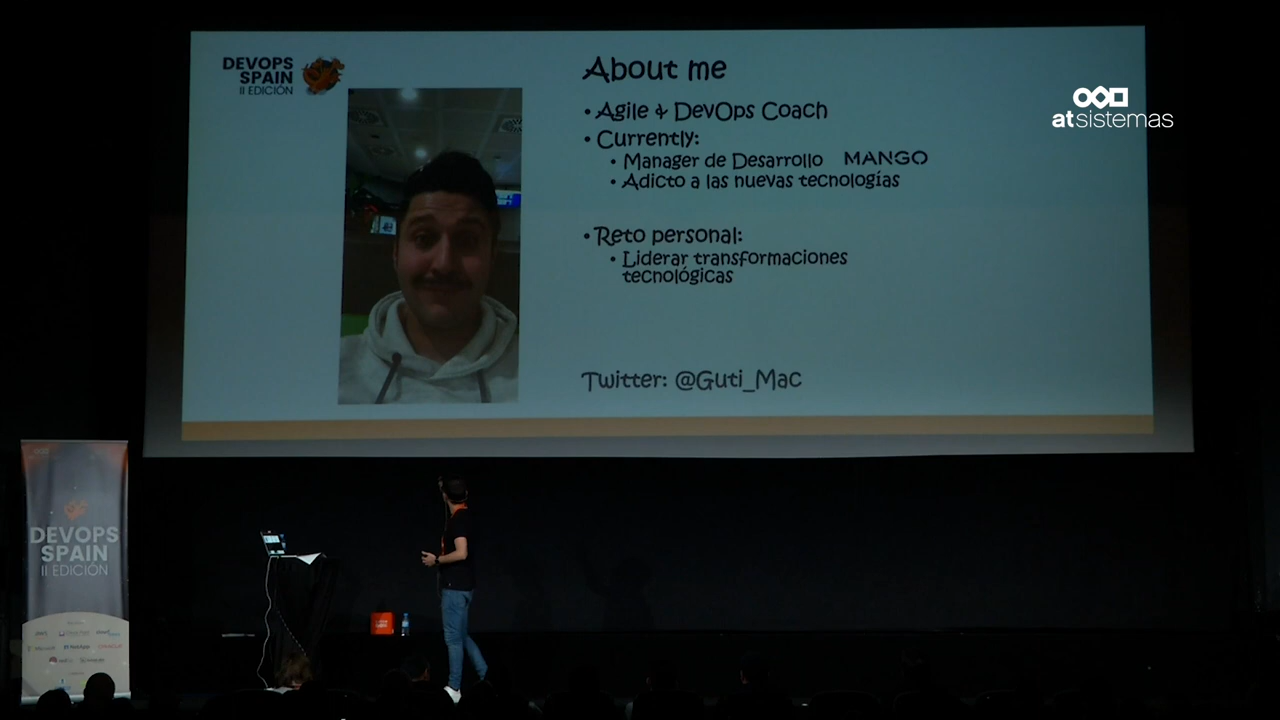 DEVOPS
SPAIN
II EDICIÓN
About me
• Agile & DevOps Coach
• Currently:
• Manager de Desarrollo MANGO
• Adicto a las nuevas tecnologías
• Reto personal:
• Liderar transformaciones
tecnológicas
Twitter: @Guti_Mac
atsistemas
DEVOPS
SPAIN
II EDICIÓN